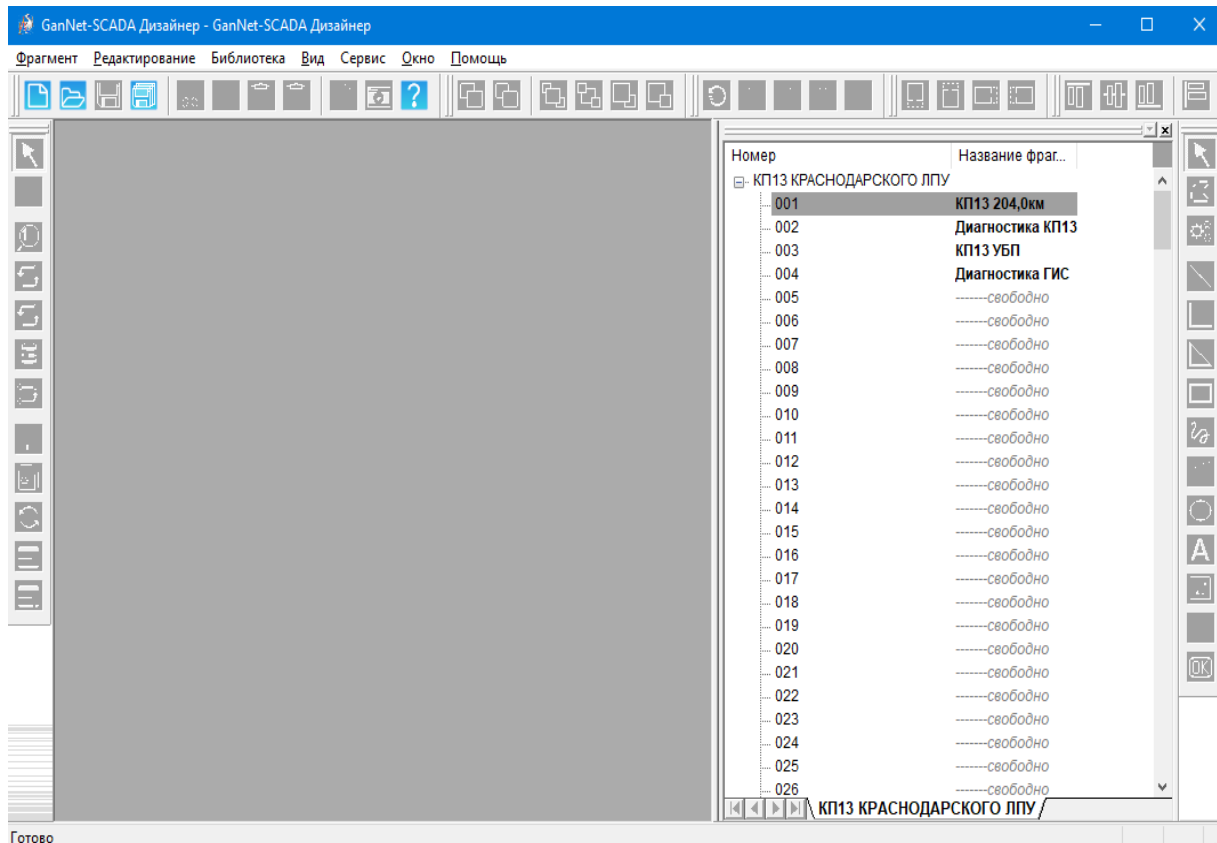 GanNet-SCADA Дизайнер - GanNet-SCADA Дизайнер
Фрагмент Редактирование Библиотека Вид Сервис Окно Помощь
Номер Название фраг...
КП13 КРАСНОДАРСКОГО ЛПУ
001 КП13 204,0км
002 Диагностика КП13
003 КП13 УБП
004 Диагностика ГИС
005 -------свободно
006 -------свободно
007 -------свободно
008 -------свободно
009 -------свободно
010 -------свободно
011 -------свободно
012 -------свободно
013 -------свободно
014 -------свободно
015 -------свободно
016 -------свободно
017 -------свободно
018 -------свободно
019 -------свободно
020 -------свободно
021 -------свободно
022 -------свободно
023 -------свободно
024 -------свободно
025 -------свободно
026 -------свободно
КП13 КРАСНОДАРСКОГО ЛПУ
Готово